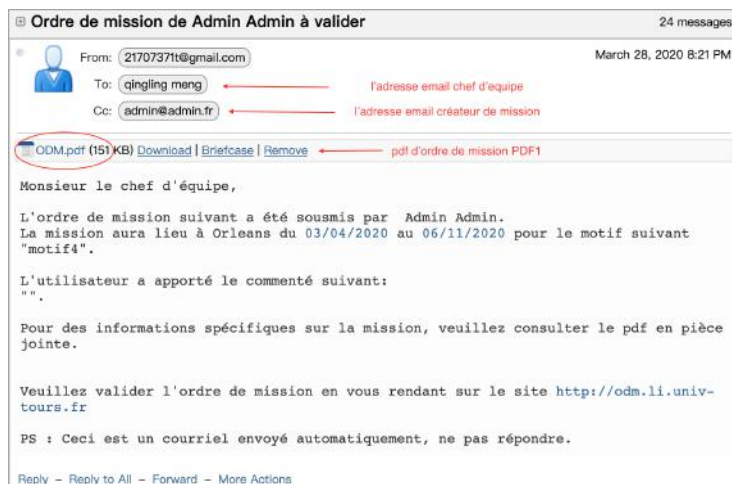 Ordre de mission de Admin Admin à valider 24 messages
From: 21707371t@gmail.com March 28, 2020 8:21 PM
To: qingling meng l'adresse email chef d'equipe
Cc: admin@admin.fr l'adresse email créateur de mission
ODM.pdf (151 KB) Download | Briefcase | Remove pdf d'ordre de mission PDF1
Monsieur le chef d'équipe,
L'ordre de mission suivant a été sousmis par Admin Admin.
La mission aura lieu à Orleans du 03/04/2020 au 06/11/2020 pour le motif suivant
"motif4".
L'utilisateur a apporté le commenté suivant:
"".
Pour des informations spécifiques sur la mission, veuillez consulter le pdf en pièce
jointe.
Veuillez valider l'ordre de mission en vous rendant sur le site http://odm.li.univ-
tours.fr
PS : Ceci est un courriel envoyé automatiquement, ne pas répondre.
Reply – Reply to All – Forward – More Actions